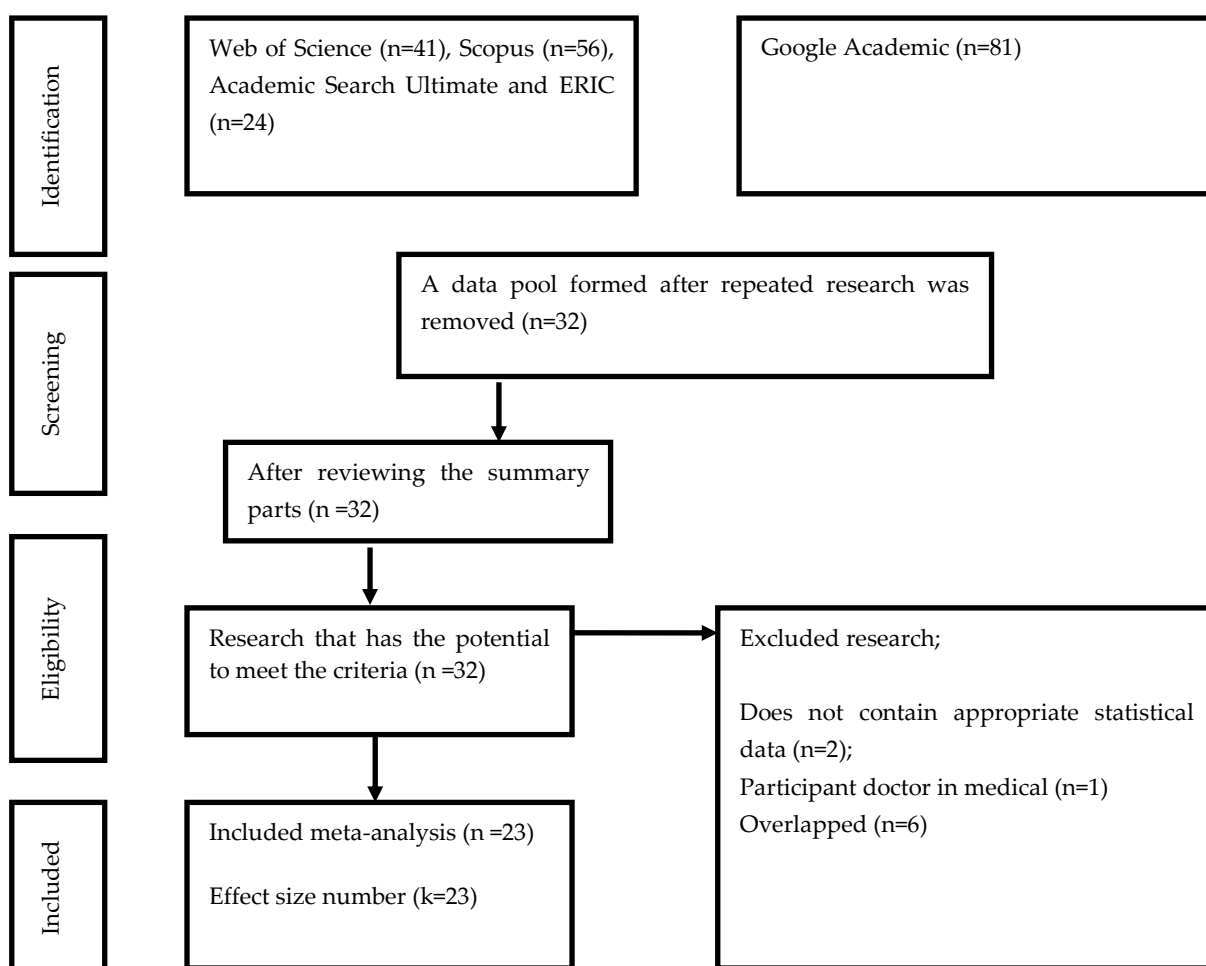 Identification
Web of Science (n=41), Scopus (n=56),
Academic Search Ultimate and ERIC
(n=24)
Google Academic (n=81)
Screening
A data pool formed after repeated research was
removed (n=32)
After reviewing the summary
parts (n =32)
Eligibility
Research that has the potential
to meet the criteria (n =32)
Excluded research;
Does not contain appropriate statistical
data (n=2);
Participant doctor in medical (n=1)
Overlapped (n=6)
Included
Included meta-analysis (n =23)
Effect size number (k=23)